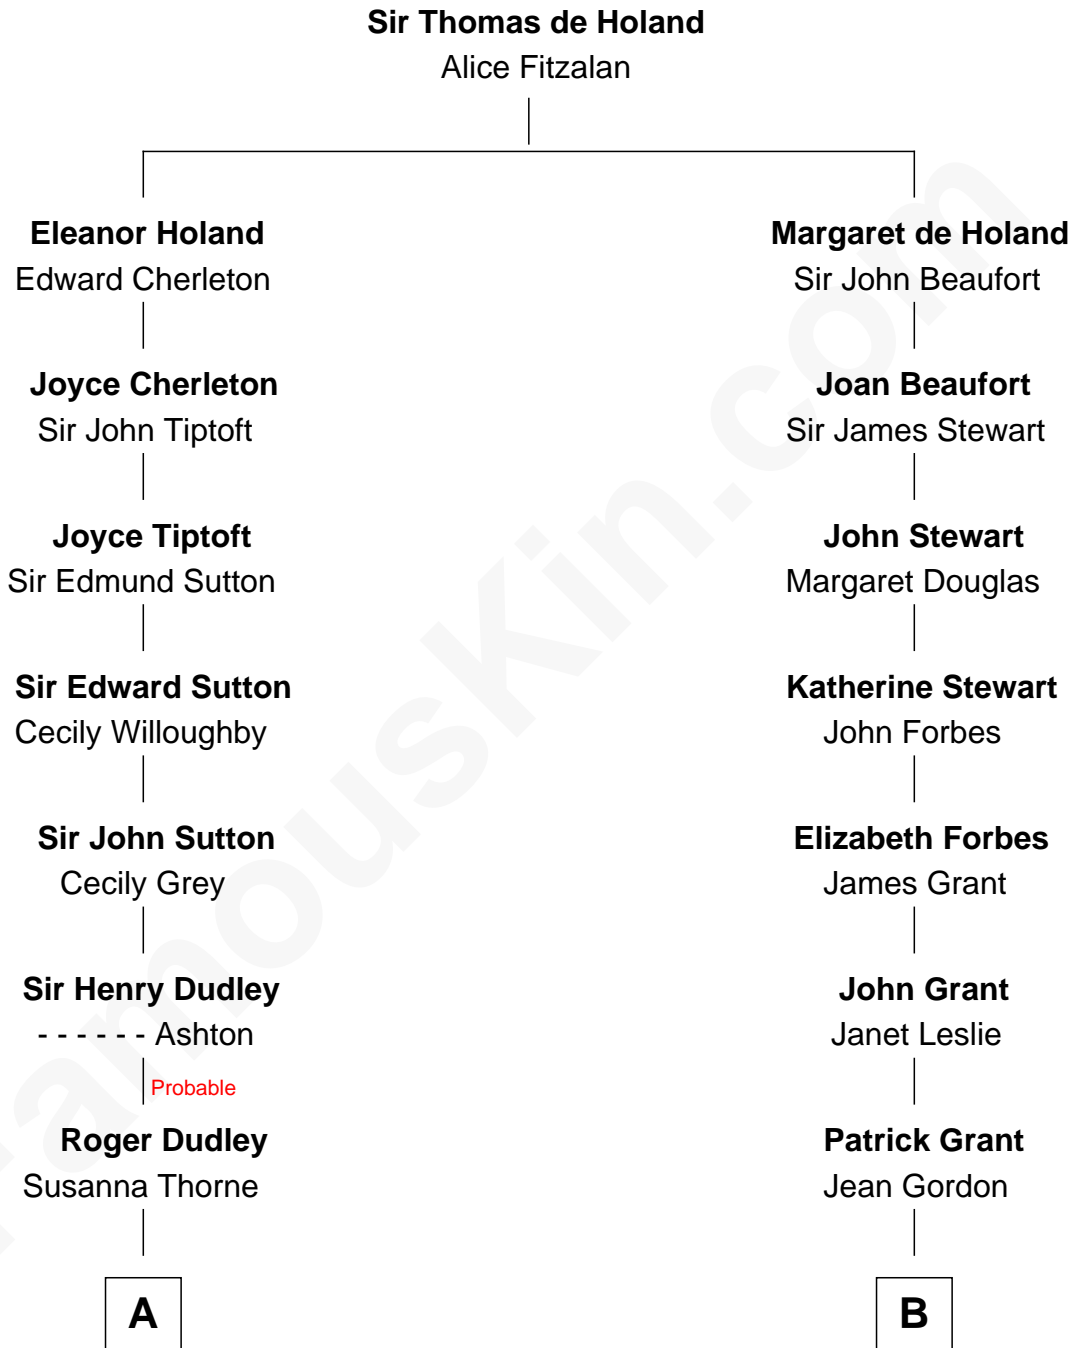 Sir Thomas de Holand
Alice Fitzalan
Eleanor Holand
Edward Cherleton
Margaret de Holand
Sir John Beaufort
Joyce Cherleton
Sir John Tiptoft
Joan Beaufort
Sir James Stewart
Joyce Tiptoft
Sir Edmund Sutton
John Stewart
Margaret Douglas
Sir Edward Sutton
Cecily Willoughby
Katherine Stewart
John Forbes
Sir John Sutton
Cecily Grey
Elizabeth Forbes
James Grant
Sir Henry Dudley
- - - - - - Ashton
John Grant
Janet Leslie
Probable
Roger Dudley
Susanna Thorne
Patrick Grant
Jean Gordon
A
B
FamousKin.com